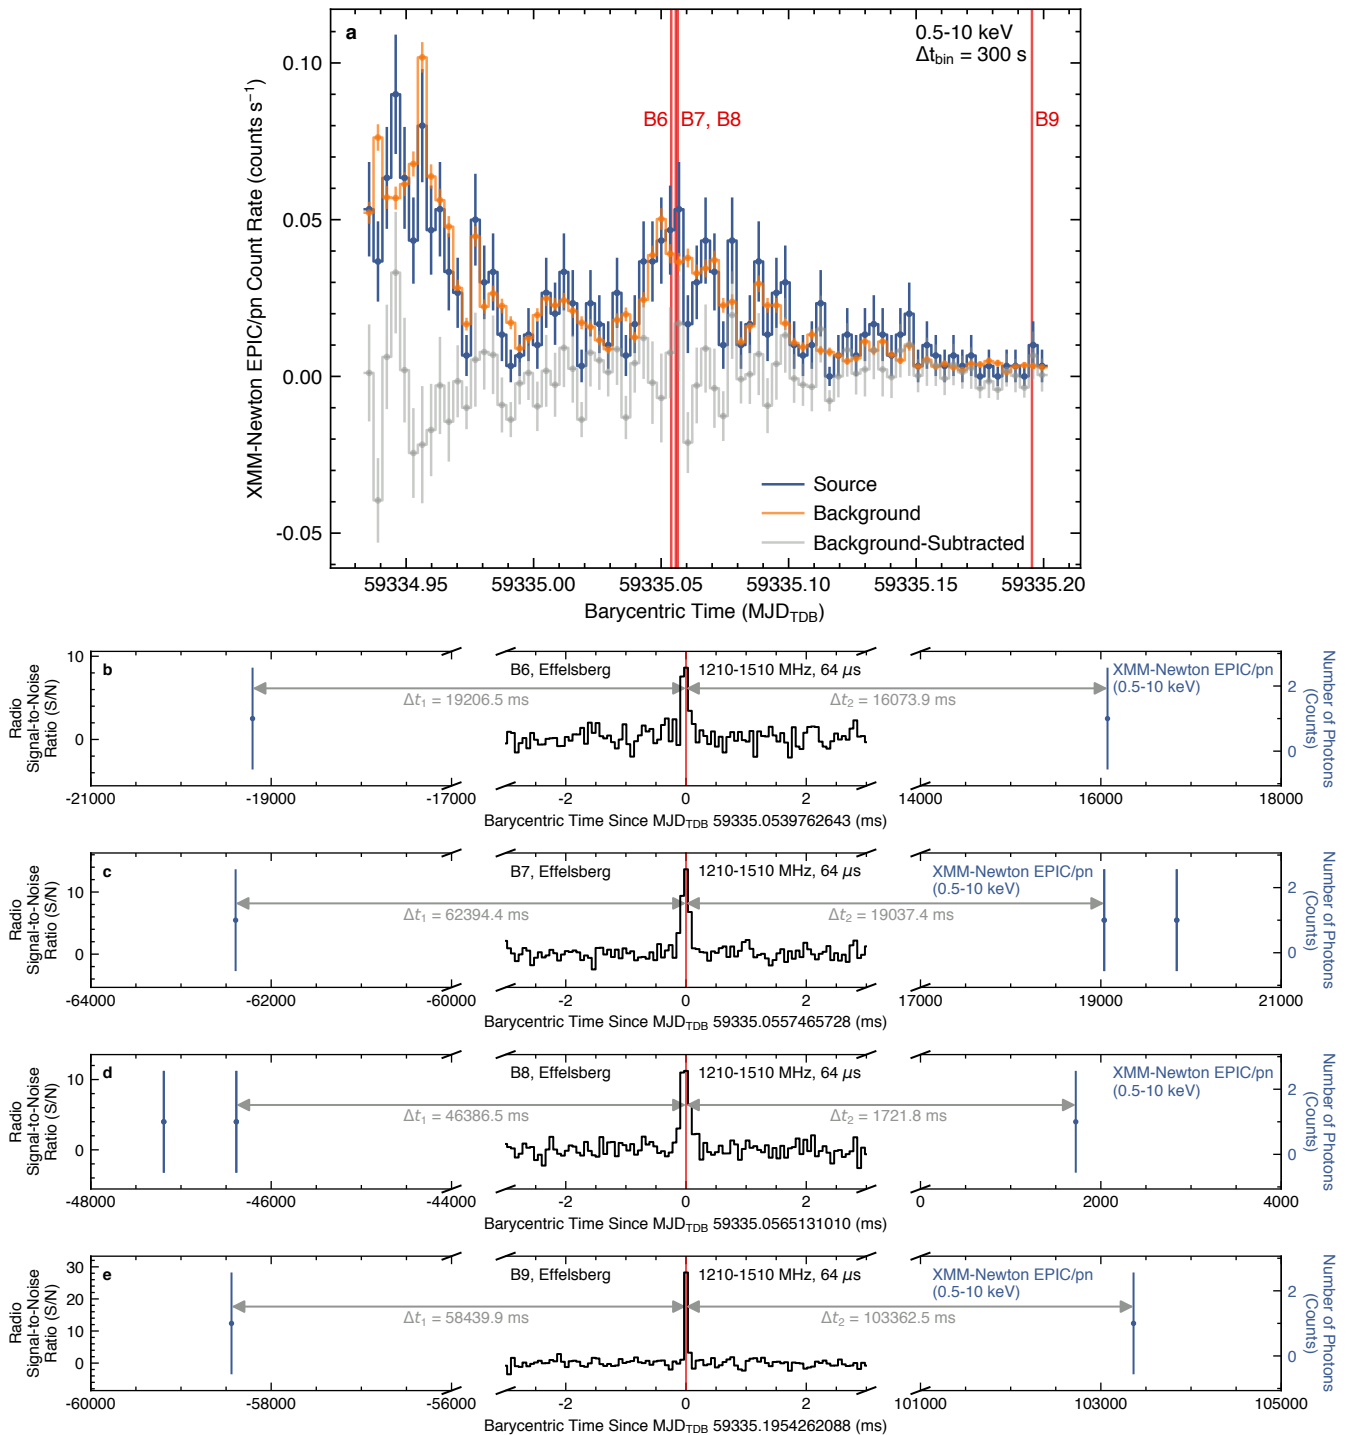 a
0.5-10 keV
Δt_bin = 300 s
B6
B7, B8
B9
XMM-Newton EPIC/pn Count Rate (counts s⁻¹)
0.10
0.05
0.00
-0.05
Source
Background
Background-Subtracted
59334.95 59335.00 59335.05 59335.10 59335.15 59335.20
Barycentric Time (MJD_TDB)
b
B6, Effelsberg
1210-1510 MHz, 64 μs
XMM-Newton EPIC/pn
(0.5-10 keV)
Δt₁ = 19206.5 ms
Δt₂ = 16073.9 ms
Radio
Signal-to-Noise
Ratio (S/N)
10
0
2
0
Number of Photons
(Counts)
-21000 -19000 -17000 -2 0 2 14000 16000 18000
Barycentric Time Since MJD_TDB 59335.0539762643 (ms)
c
B7, Effelsberg
1210-1510 MHz, 64 μs
XMM-Newton EPIC/pn
(0.5-10 keV)
Δt₁ = 62394.4 ms
Δt₂ = 19037.4 ms
Radio
Signal-to-Noise
Ratio (S/N)
10
0
2
0
Number of Photons
(Counts)
-64000 -62000 -60000 -2 0 2 17000 19000 21000
Barycentric Time Since MJD_TDB 59335.0557465728 (ms)
d
B8, Effelsberg
1210-1510 MHz, 64 μs
XMM-Newton EPIC/pn
(0.5-10 keV)
Δt₁ = 46386.5 ms
Δt₂ = 1721.8 ms
Radio
Signal-to-Noise
Ratio (S/N)
10
0
2
0
Number of Photons
(Counts)
-48000 -46000 -44000 -2 0 2 0 2000 4000
Barycentric Time Since MJD_TDB 59335.0565131010 (ms)
e
B9, Effelsberg
1210-1510 MHz, 64 μs
XMM-Newton EPIC/pn
(0.5-10 keV)
Δt₁ = 58439.9 ms
Δt₂ = 103362.5 ms
Radio
Signal-to-Noise
Ratio (S/N)
30
20
10
0
2
0
Number of Photons
(Counts)
-60000 -58000 -56000 -2 0 2 101000 103000 105000
Barycentric Time Since MJD_TDB 59335.1954262088 (ms)